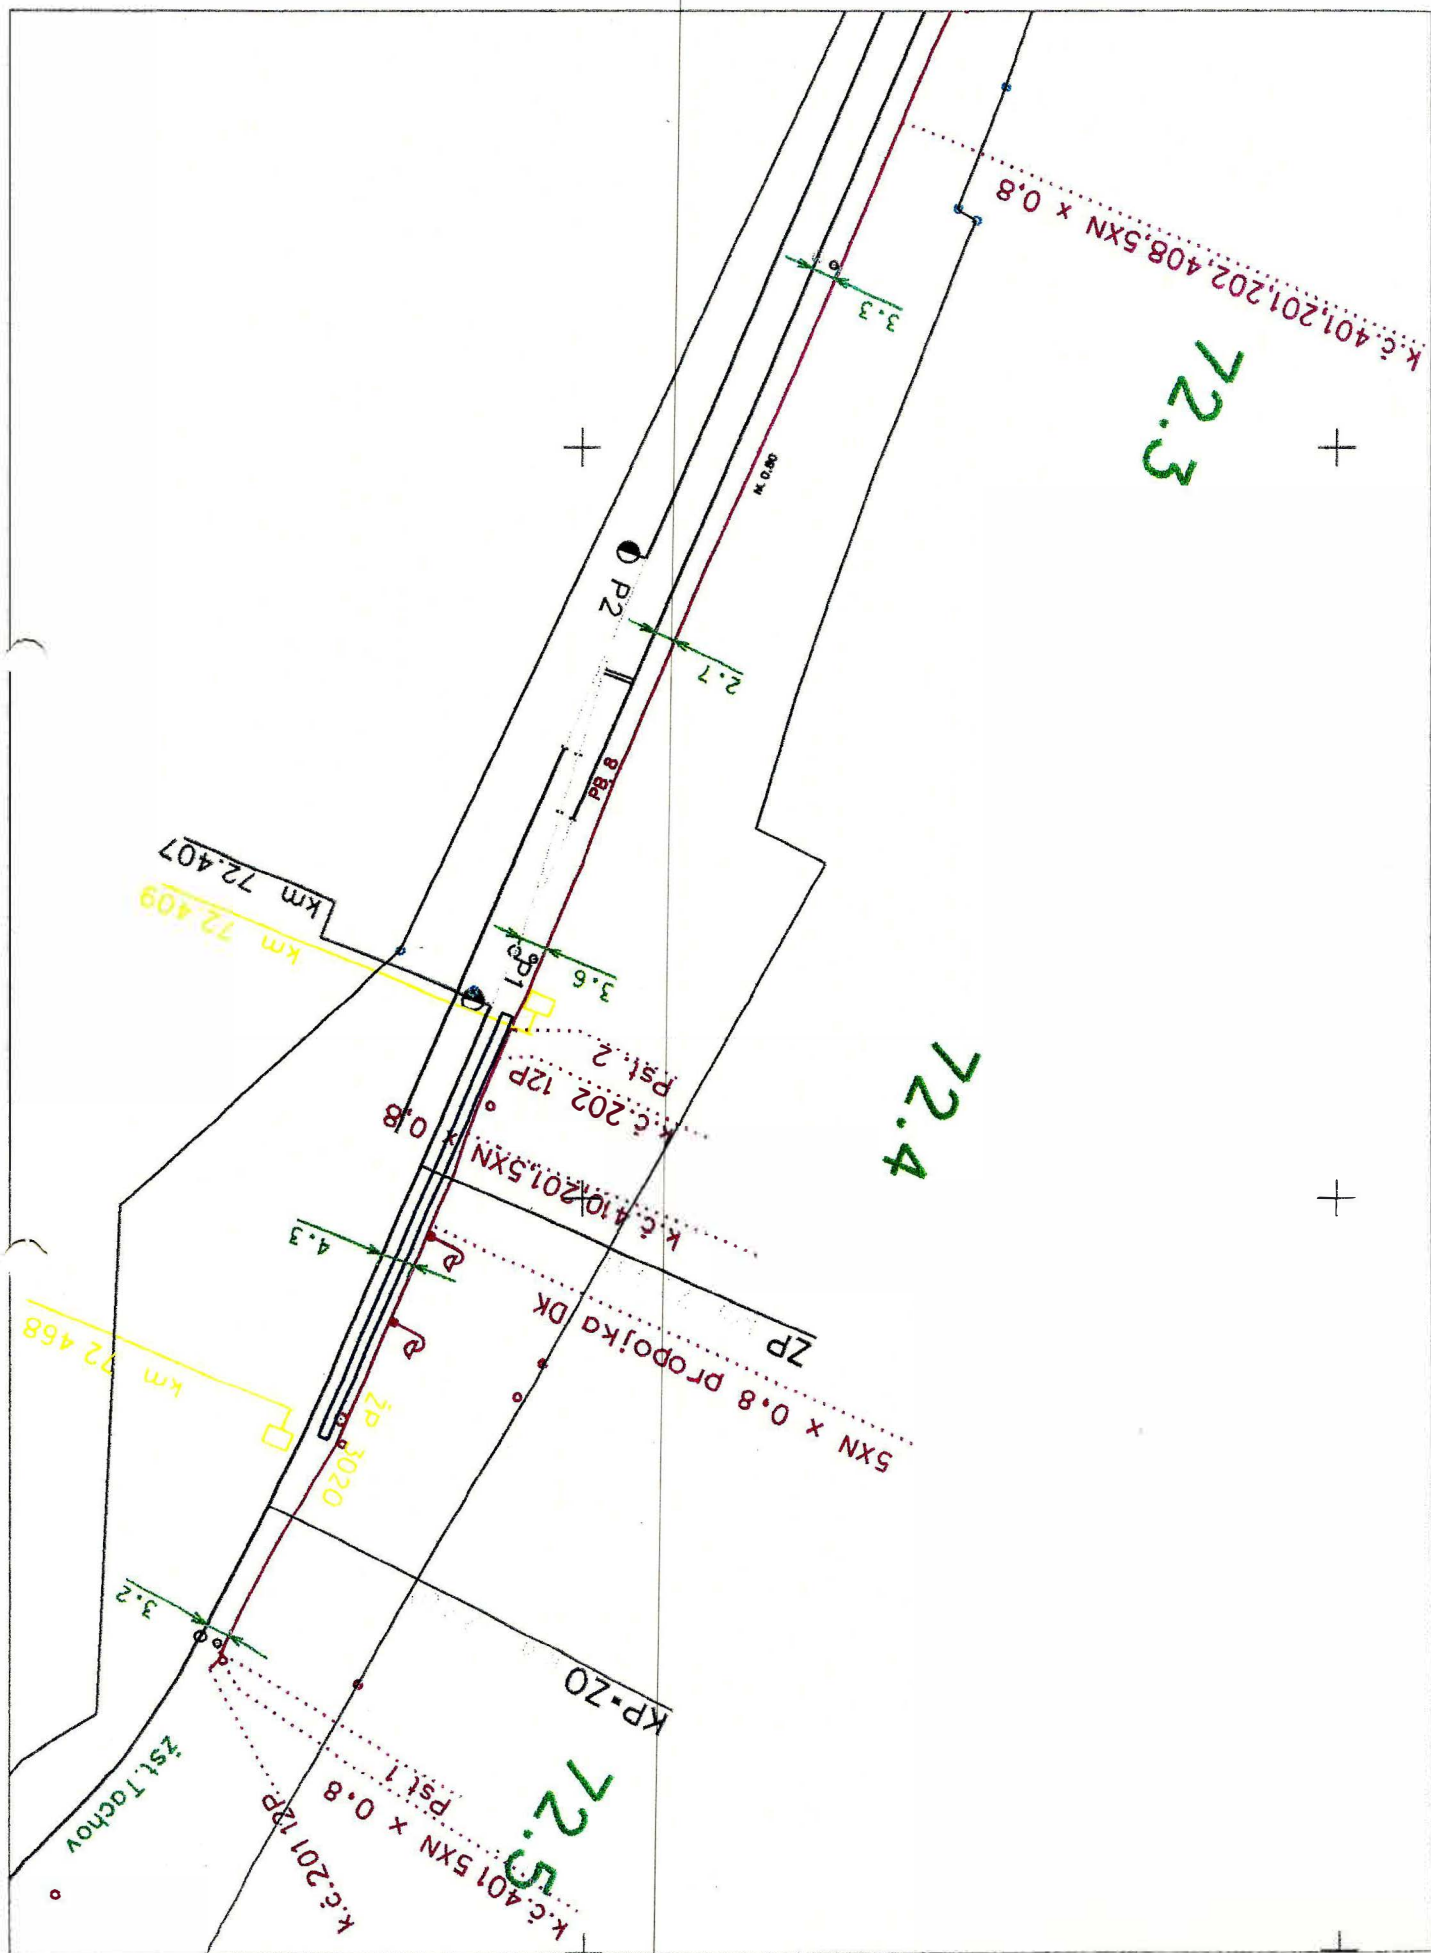 k.č.401,201,202,408,5XN x 0,8
3.3
72.3
M. 0.80
P2
2.7
PB 8
km 72.407
km 72.409
P1
3.6
Pst. 2
k.č.202 12P
k.č.410,201,5XN x 0,8
72.4
4.3
ZP
5XN x 0,8 propojka DK
km 72 468
žp 3020
3.2
KP-ZO
žst.Tachov
Pst.1
72.5
k.č.401 5XN x 0,8
k.č.201 12P